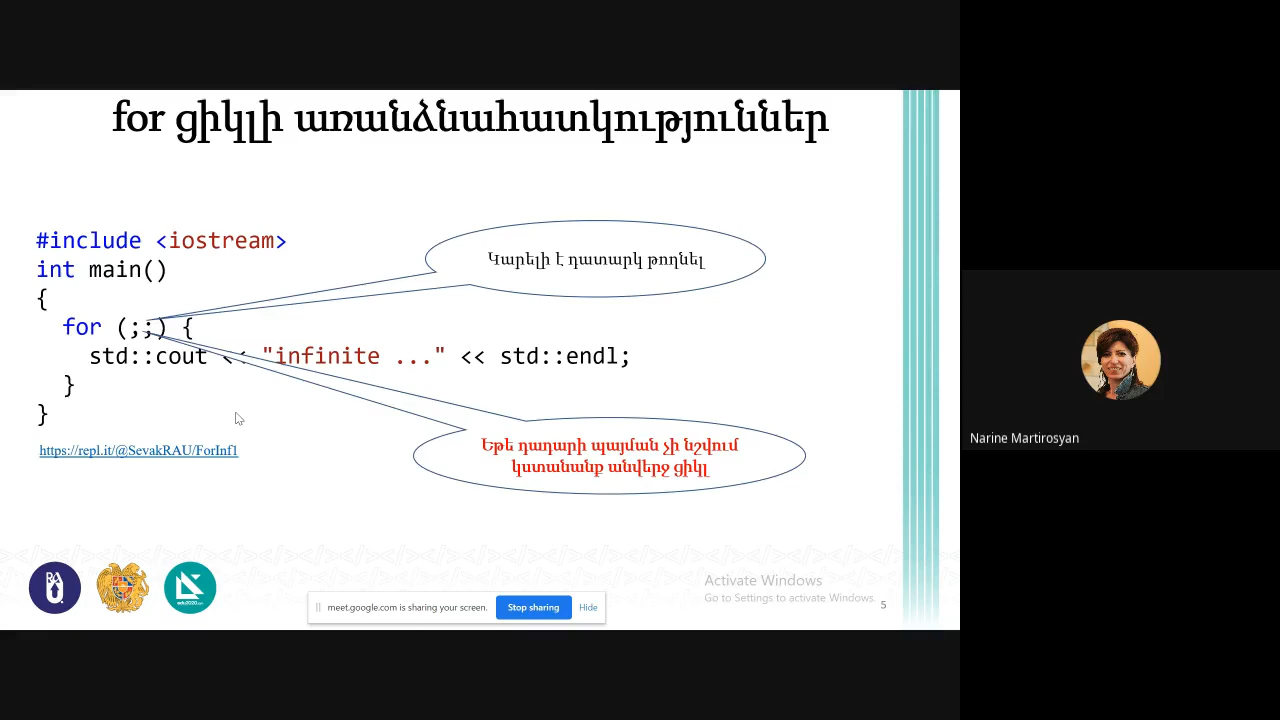 for ցիկլի առանձնահատկություններ
#include <iostream>
int main()
{
for (;;) {
std::cout << "infinite ..." << std::endl;
}
}
https://repl.it/@SevakRAU/ForInf1
Կարելի է դատարկ թողնել
Եթե դադարի պայման չի նշվում
կստանանք անվերջ ցիկլ
Narine Martirosyan
Activate Windows
Go to Settings to activate Windows.
5
meet.google.com is sharing your screen.
Stop sharing
Hide